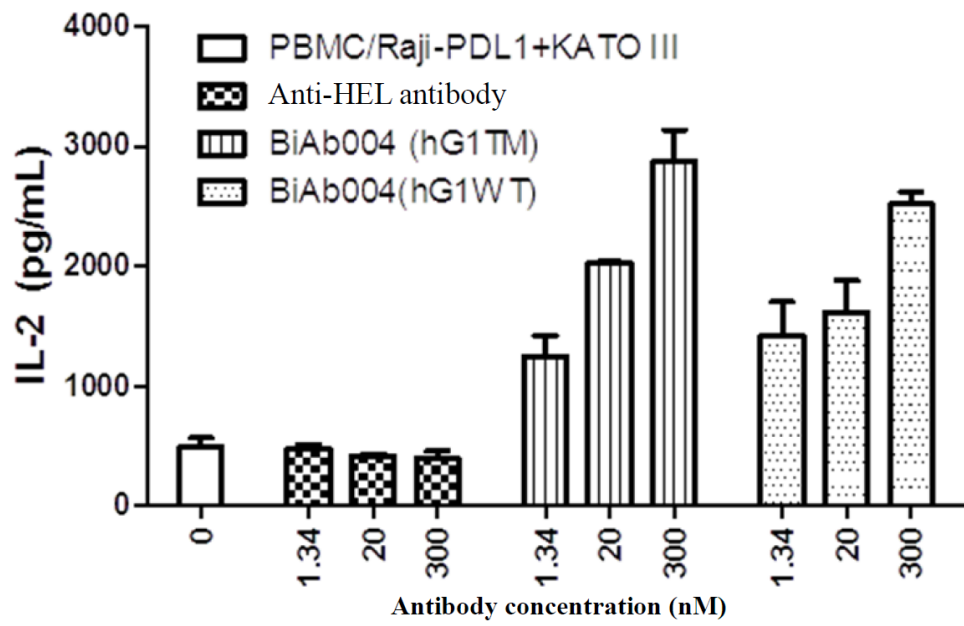 4000
3000
2000
1000
0
IL-2 (pg/mL)
PBMC/Raji-PDL1+KATO III
Anti-HEL antibody
BiAb004 (hG1TM)
BiAb004(hG1WT)
0 1.34 20 300 1.34 20 300 1.34 20 300
Antibody concentration (nM)